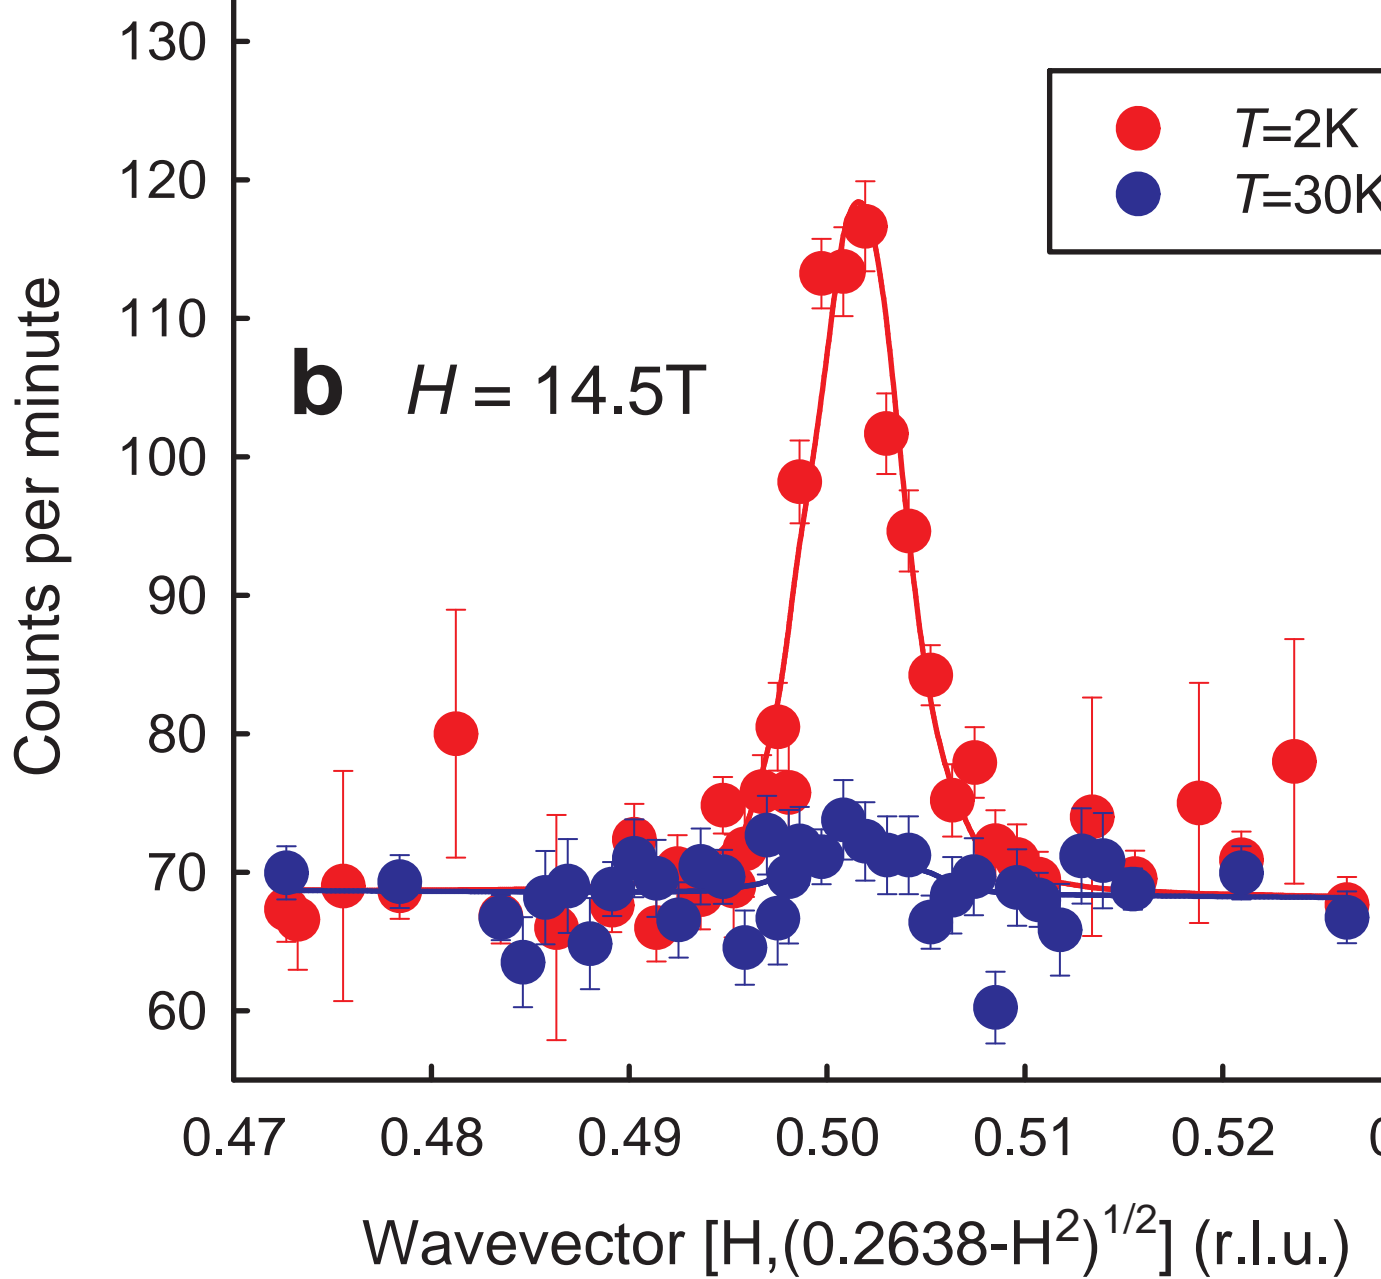 130
120
110
100
90
80
70
60
Counts per minute
T=2K
T=30K
b H = 14.5T
0.47 0.48 0.49 0.50 0.51 0.52
Wavevector [H,(0.2638-H²)¹/²] (r.l.u.)